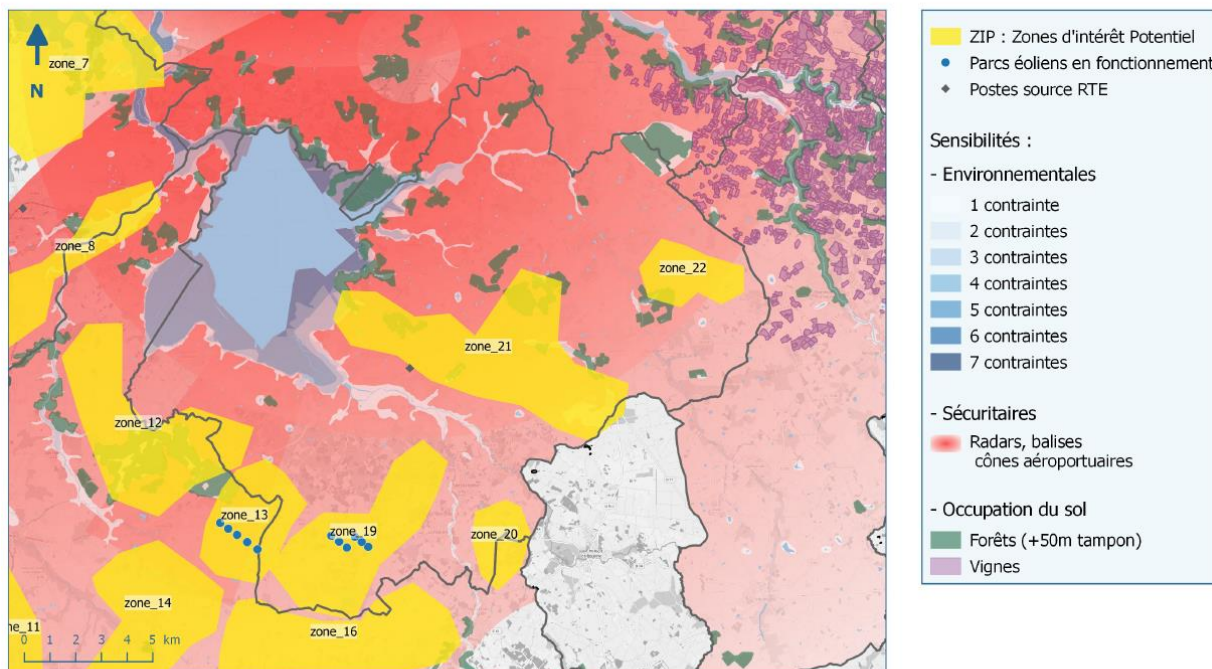 zone_7
N
zone_8
zone_22
zone_21
zone_12
zone_13
zone_19
zone_20
zone_14
zone_16
ne_11
0 1 2 3 4 5 km
ZIP : Zones d'intérêt Potentiel
Parcs éoliens en fonctionnement
Postes source RTE
Sensibilités :
- Environnementales
1 contrainte
2 contraintes
3 contraintes
4 contraintes
5 contraintes
6 contraintes
7 contraintes
- Sécuritaires
Radars, balises
cônes aéroportuaires
- Occupation du sol
Forêts (+50m tampon)
Vignes